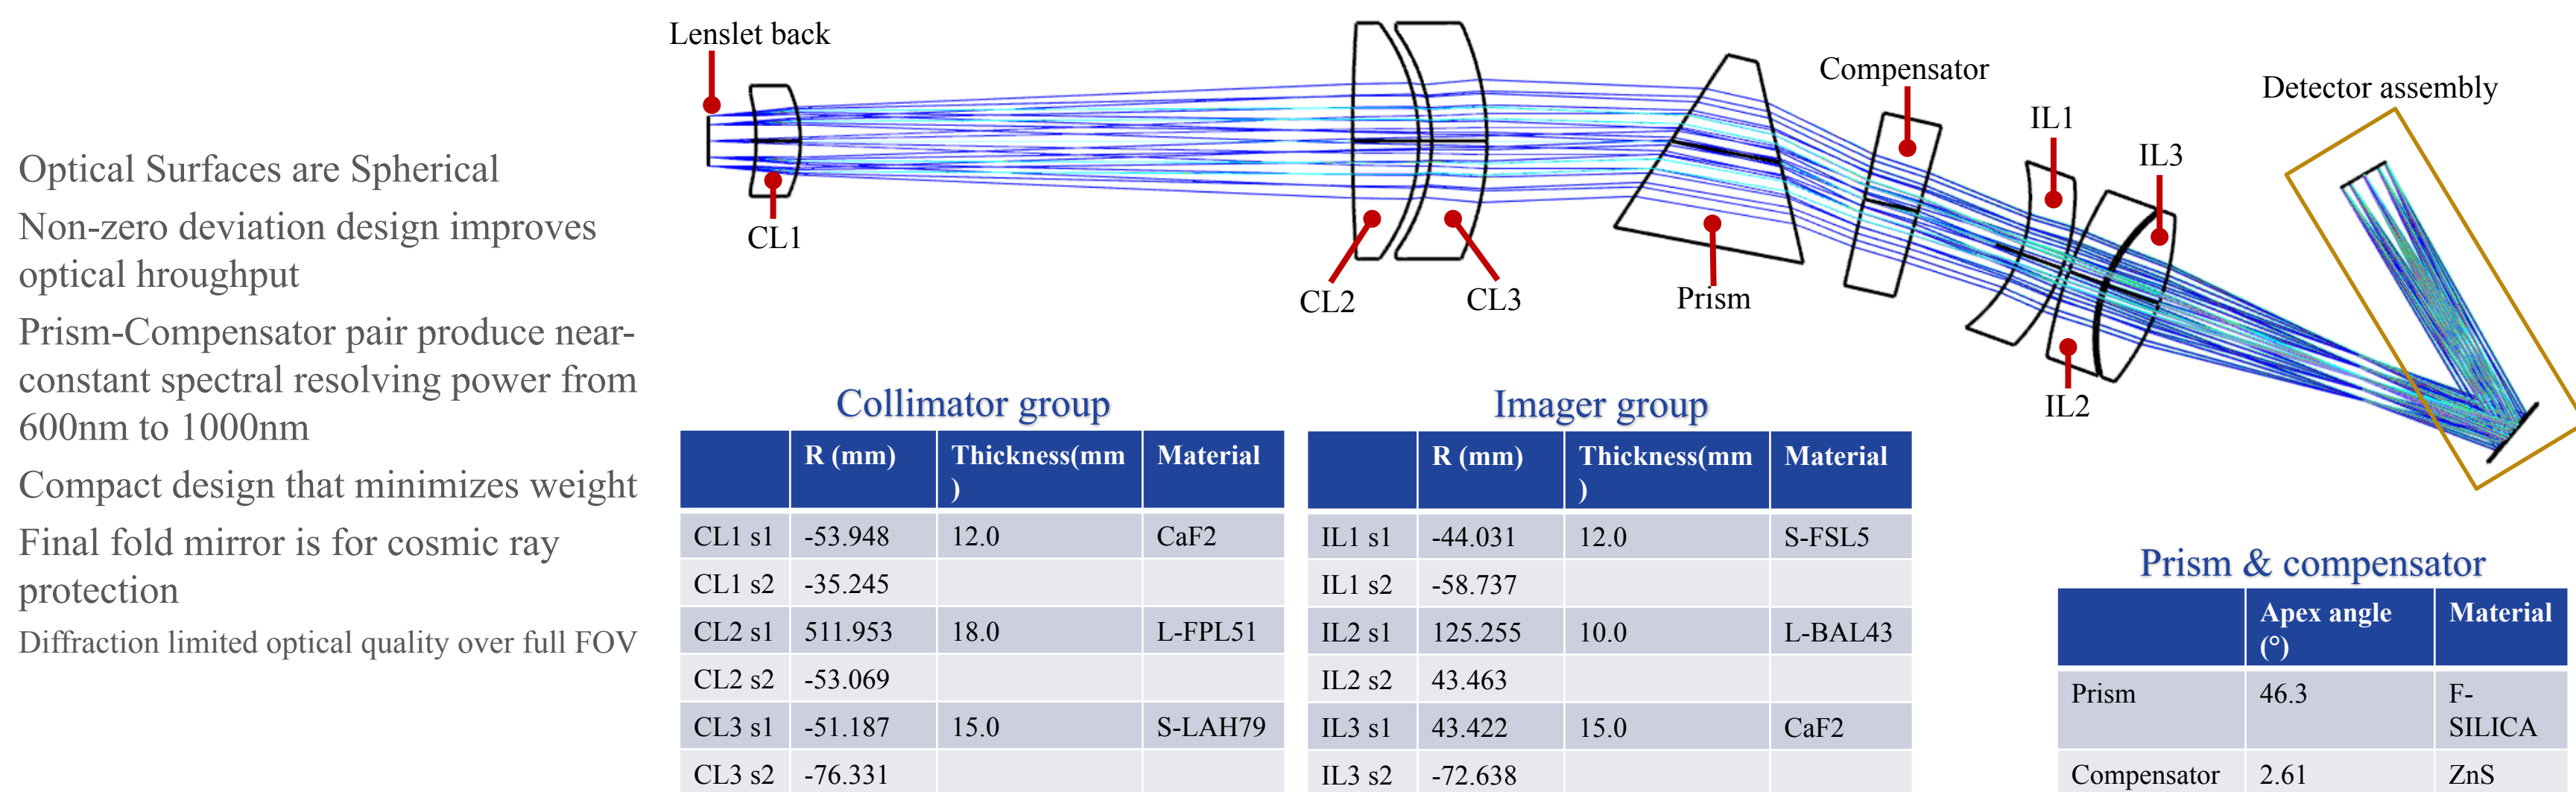 Optical Surfaces are Spherical
Non-zero deviation design improves
optical hroughput
Prism-Compensator pair produce near-
constant spectral resolving power from
600nm to 1000nm
Compact design that minimizes weight
Final fold mirror is for cosmic ray
protection
Diffraction limited optical quality over full FOV
Lenslet back
CL1
CL2
CL3
Prism
Compensator
IL1
IL3
IL2
Detector assembly
Collimator group
R (mm) Thickness(mm Material
)
CL1 s1 -53.948 12.0 CaF2
CL1 s2 -35.245
CL2 s1 511.953 18.0 L-FPL51
CL2 s2 -53.069
CL3 s1 -51.187 15.0 S-LAH79
CL3 s2 -76.331
Imager group
R (mm) Thickness(mm Material
)
IL1 s1 -44.031 12.0 S-FSL5
IL1 s2 -58.737
IL2 s1 125.255 10.0 L-BAL43
IL2 s2 43.463
IL3 s1 43.422 15.0 CaF2
IL3 s2 -72.638
Prism & compensator
Apex angle Material
(°)
Prism 46.3 F-
SILICA
Compensator 2.61 ZnS